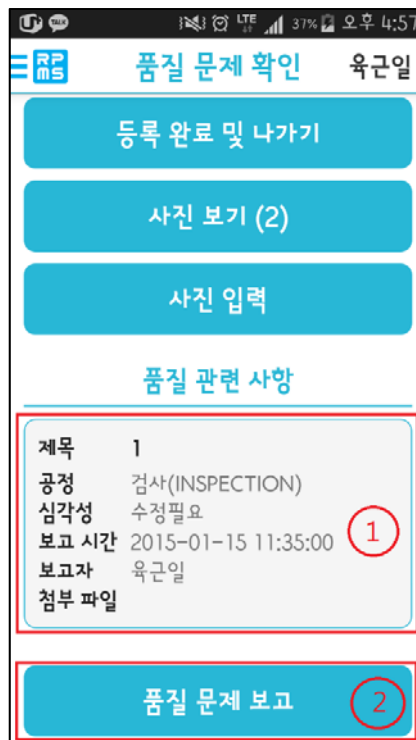 U+ TALK LTE 37% 오후 4:57
RPMS 품질 문제 확인 육근일
등록 완료 및 나가기
사진 보기 (2)
사진 입력
품질 관련 사항
제목 1
공정 검사(INSPECTION)
심각성 수정필요
보고 시간 2015-01-15 11:35:00
보고자 육근일
첨부 파일
1
품질 문제 보고 2